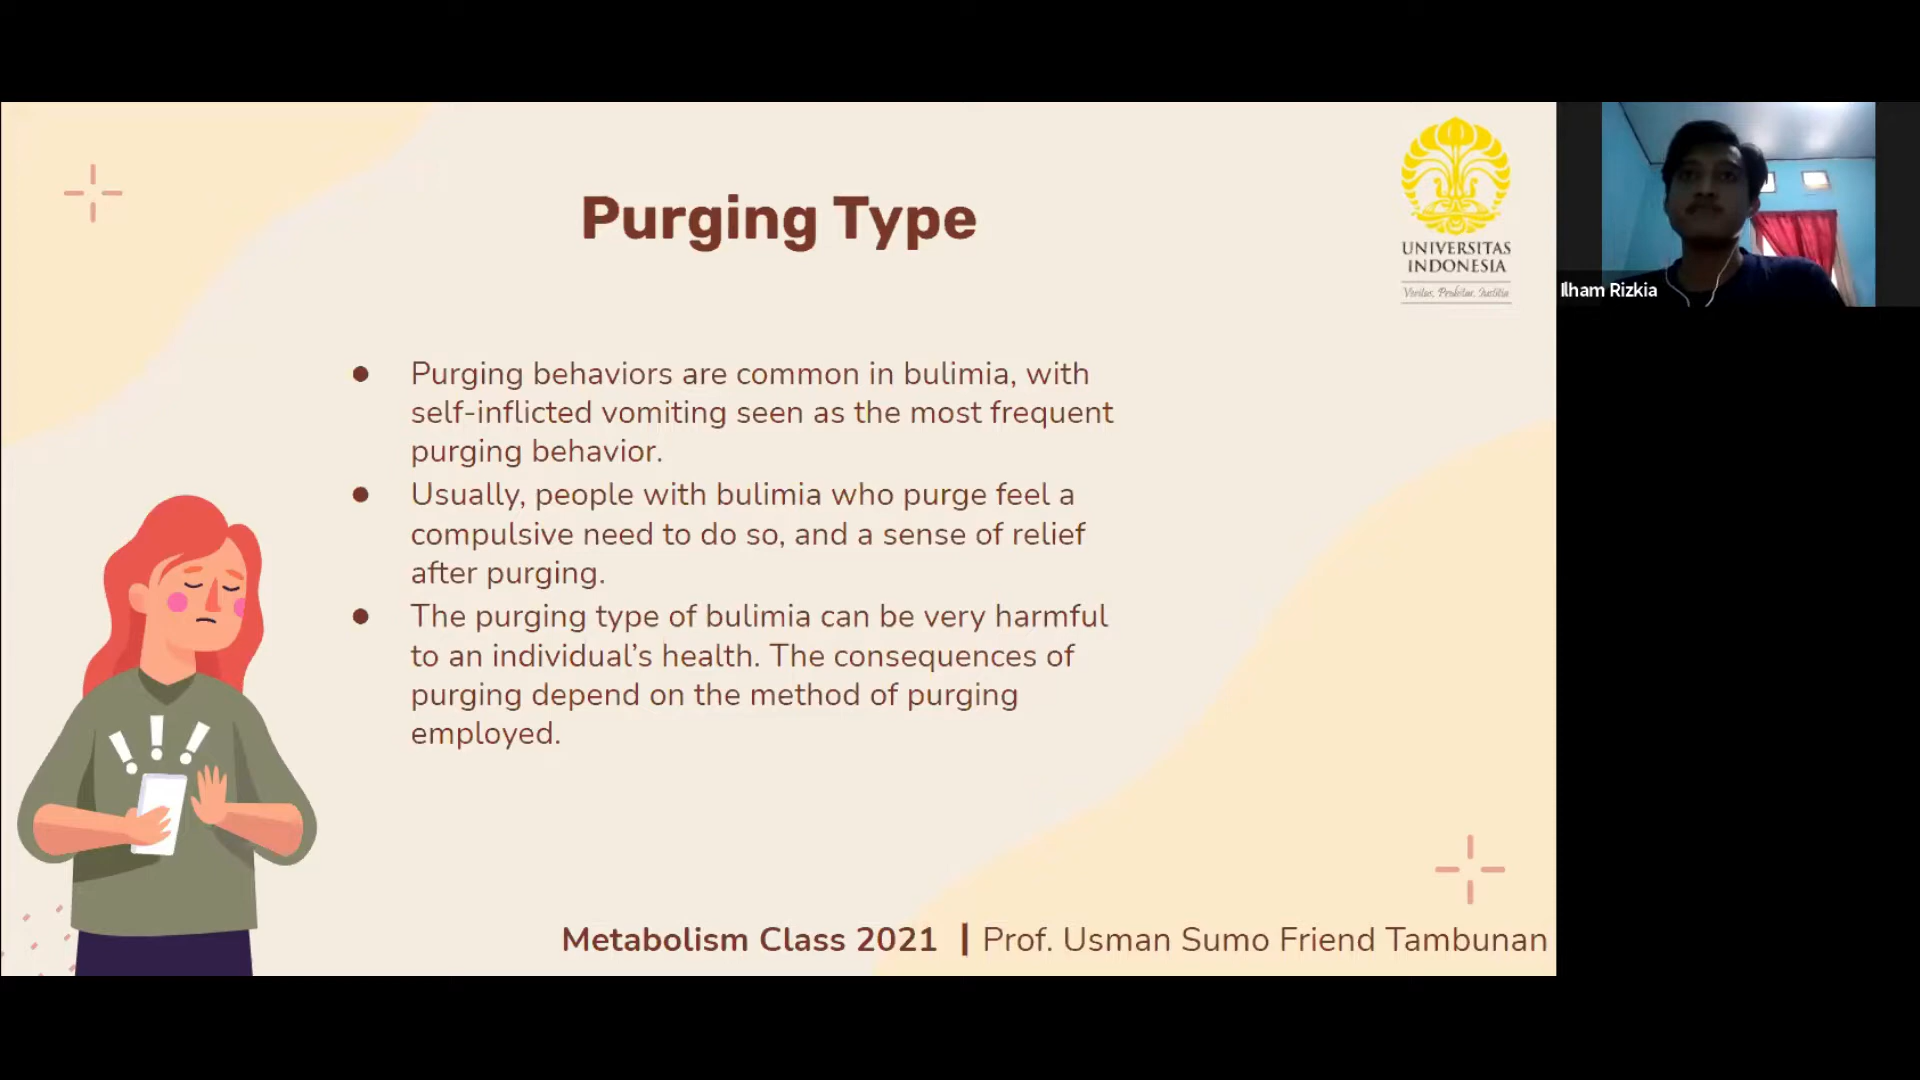 Purging Type
UNIVERSITAS
INDONESIA
Veritas, Probitas, Justitia
Ilham Rizkia
● Purging behaviors are common in bulimia, with
self-inflicted vomiting seen as the most frequent
purging behavior.
● Usually, people with bulimia who purge feel a
compulsive need to do so, and a sense of relief
after purging.
● The purging type of bulimia can be very harmful
to an individual’s health. The consequences of
purging depend on the method of purging
employed.
Metabolism Class 2021 | Prof. Usman Sumo Friend Tambunan